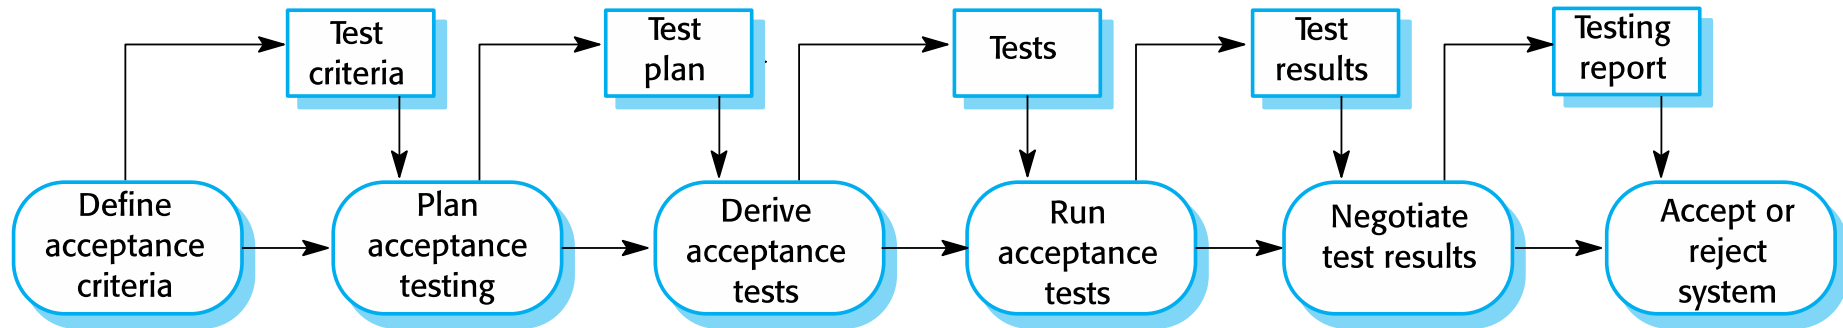 Test
criteria
Test
plan
Tests
Test
results
Testing
report
Define
acceptance
criteria
Plan
acceptance
testing
Derive
acceptance
tests
Run
acceptance
tests
Negotiate
test results
Accept or
reject
system